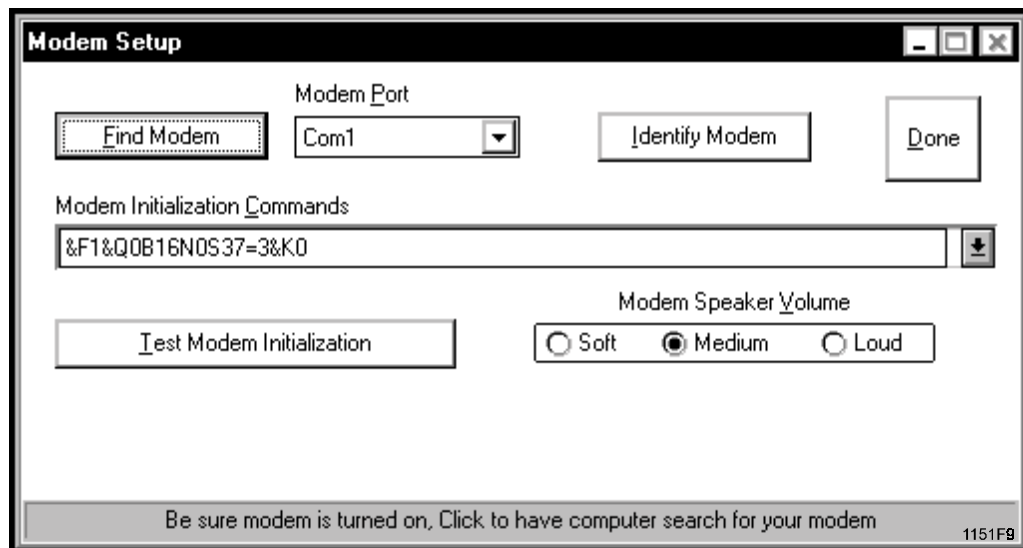 Modem Setup
Modem Port
Find Modem
Com1
Identify Modem
Done
Modem Initialization Commands
&F1&Q0B16N0S37=3&K0
Modem Speaker Volume
Test Modem Initialization
Soft
Medium
Loud
Be sure modem is turned on, Click to have computer search for your modem